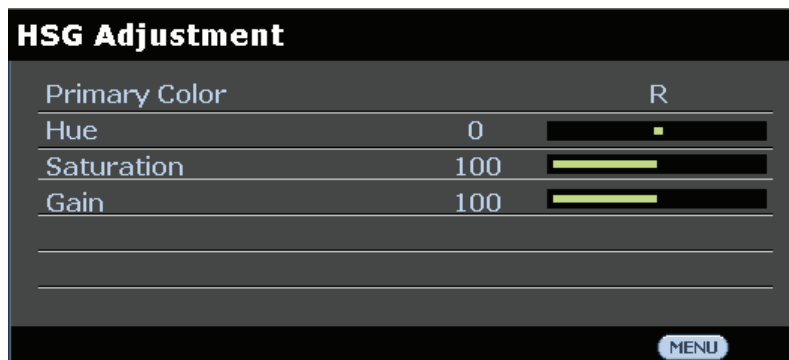 HSG Adjustment
Primary Color R
Hue 0
Saturation 100
Gain 100
MENU